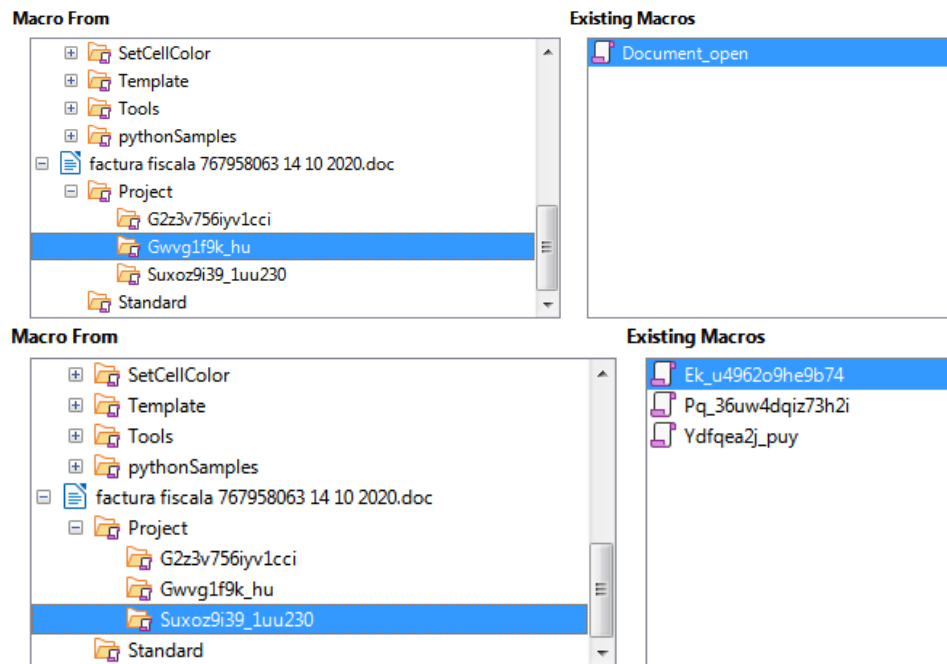 Macro From
SetCellColor
Template
Tools
pythonSamples
factura fiscala 767958063 14 10 2020.doc
Project
G2z3v756iyv1cci
Gwvg1f9k_hu
Suxoz9i39_1uu230
Standard
Existing Macros
Document_open
Macro From
SetCellColor
Template
Tools
pythonSamples
factura fiscala 767958063 14 10 2020.doc
Project
G2z3v756iyv1cci
Gwvg1f9k_hu
Suxoz9i39_1uu230
Standard
Existing Macros
Ek_u4962o9he9b74
Pq_36uw4dqiz73h2i
Ydfqea2j_puy